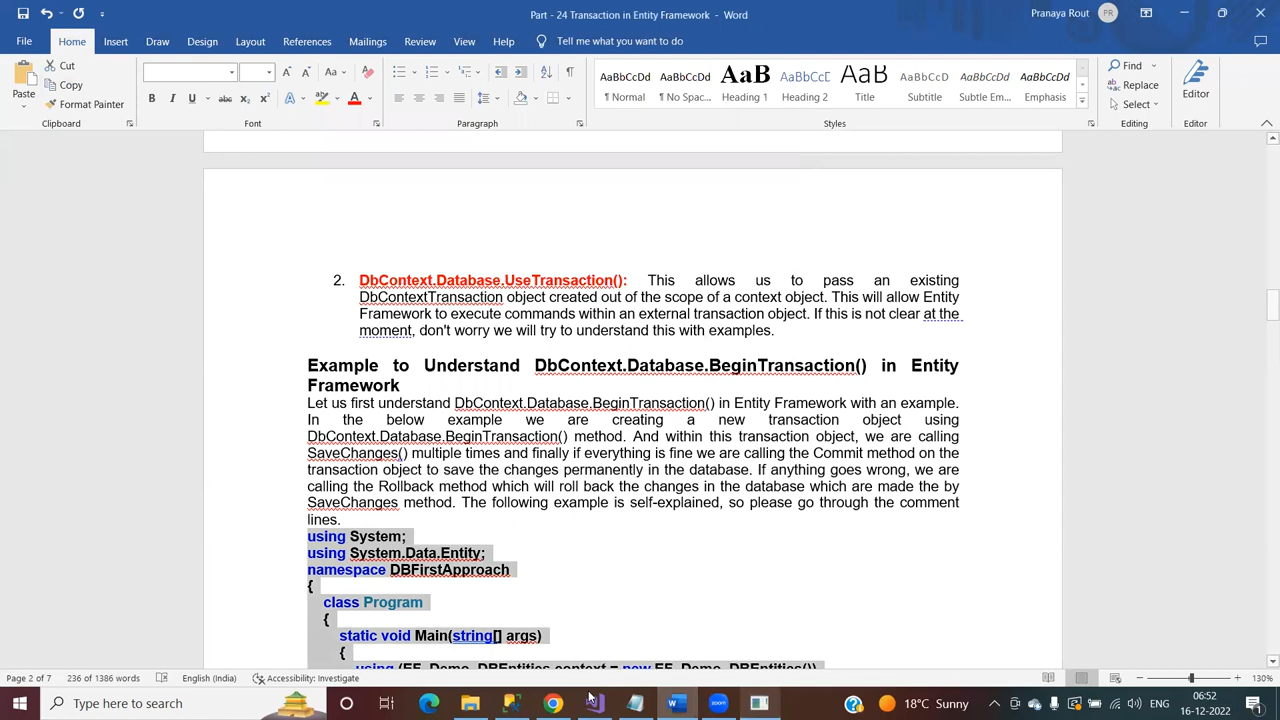 Part - 24 Transaction in Entity Framework - Word
Pranaya Rout PR
File Home Insert Draw Design Layout References Mailings Review View Help Tell me what you want to do
Paste
Cut
Copy
Format Painter
Clipboard
Font
Paragraph
AaBbCcDd AaBbCcDd AaB AaBbCcD AaB AaBbCcDd AaBbCcDd AaBbCcDd
¶ Normal ¶ No Spac... Heading 1 Heading 2 Title Subtitle Subtle Em... Emphasis
Styles
Find
Replace
Select
Editing
Editor
Editor
2. DbContext.Database.UseTransaction(): This allows us to pass an existing
DbContextTransaction object created out of the scope of a context object. This will allow Entity
Framework to execute commands within an external transaction object. If this is not clear at the
moment, don't worry we will try to understand this with examples.
Example to Understand DbContext.Database.BeginTransaction() in Entity
Framework
Let us first understand DbContext.Database.BeginTransaction() in Entity Framework with an example.
In the below example we are creating a new transaction object using
DbContext.Database.BeginTransaction() method. And within this transaction object, we are calling
SaveChanges() multiple times and finally if everything is fine we are calling the Commit method on the
transaction object to save the changes permanently in the database. If anything goes wrong, we are
calling the Rollback method which will roll back the changes in the database which are made the by
SaveChanges method. The following example is self-explained, so please go through the comment
lines.
using System;
using System.Data.Entity;
namespace DBFirstApproach
{
class Program
{
static void Main(string[] args)
{
using (EF_Demo_DBEntities context = new EF_Demo_DBEntities())
Page 2 of 7 236 of 1386 words English (India) Accessibility: Investigate 130%
Type here to search
zoom
18°C Sunny
ENG
06:52
16-12-2022